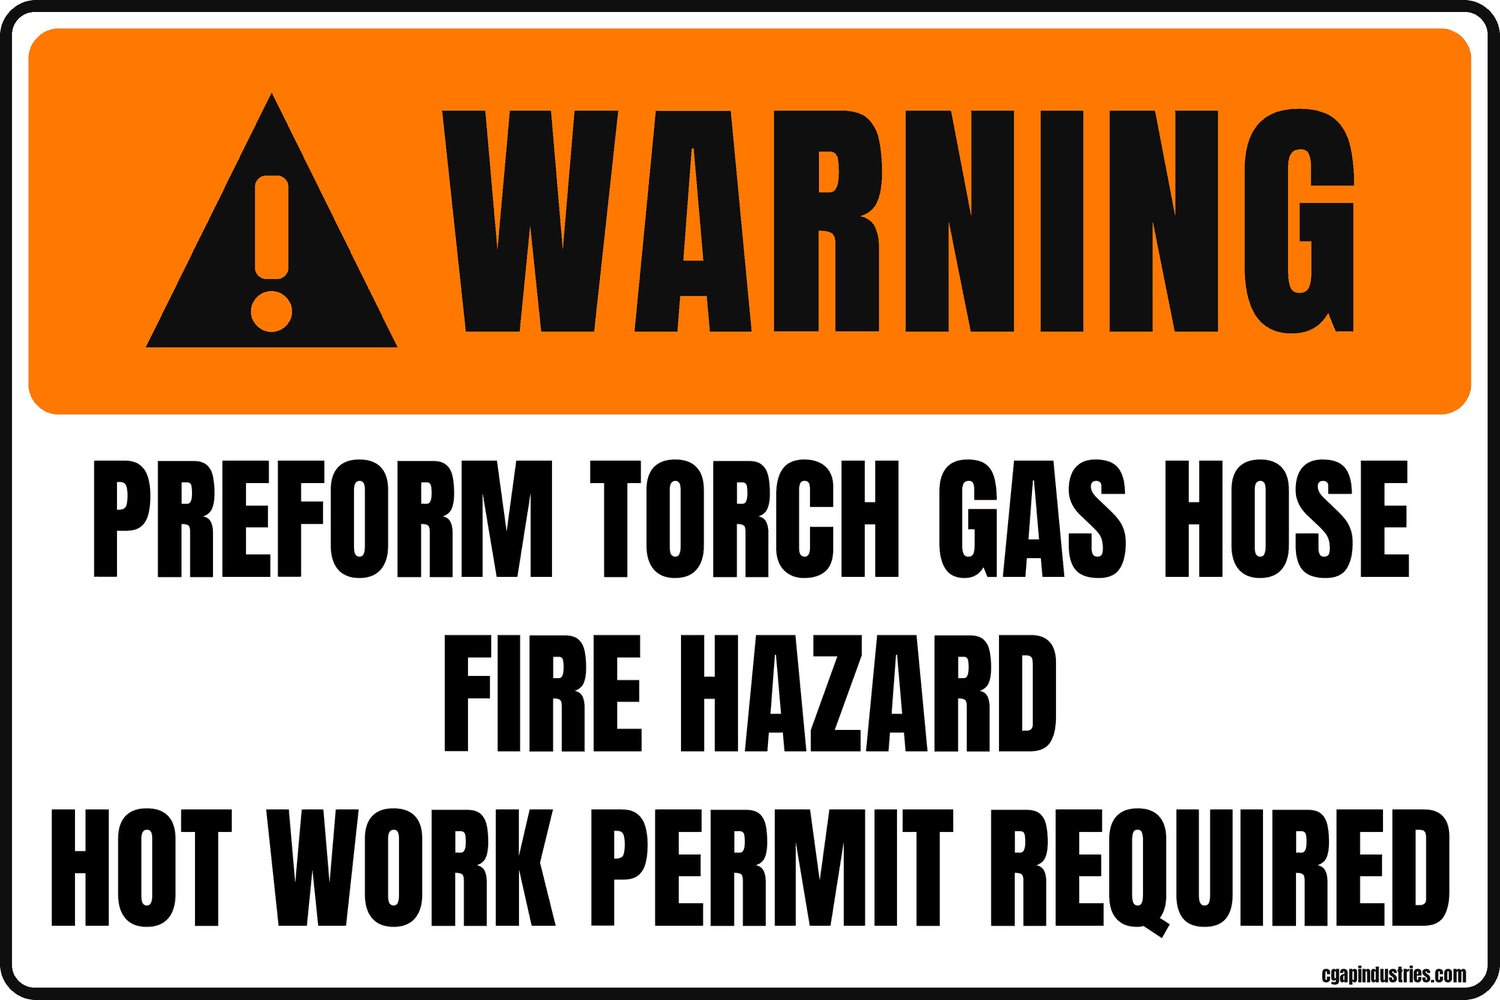 WARNING
PREFORM TORCH GAS HOSE
FIRE HAZARD
HOT WORK PERMIT REQUIRED
cgapindustries.com